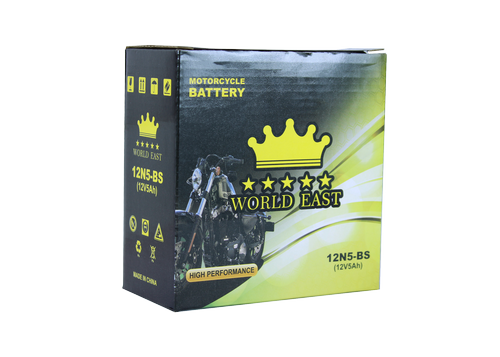 WORLD EAST
12N5-BS
(12V5Ah)
MADE IN CHINA
MOTORCYCLE
BATTERY
WORLD EAST
HIGH PERFORMANCE
12N5-BS
(12V5Ah)